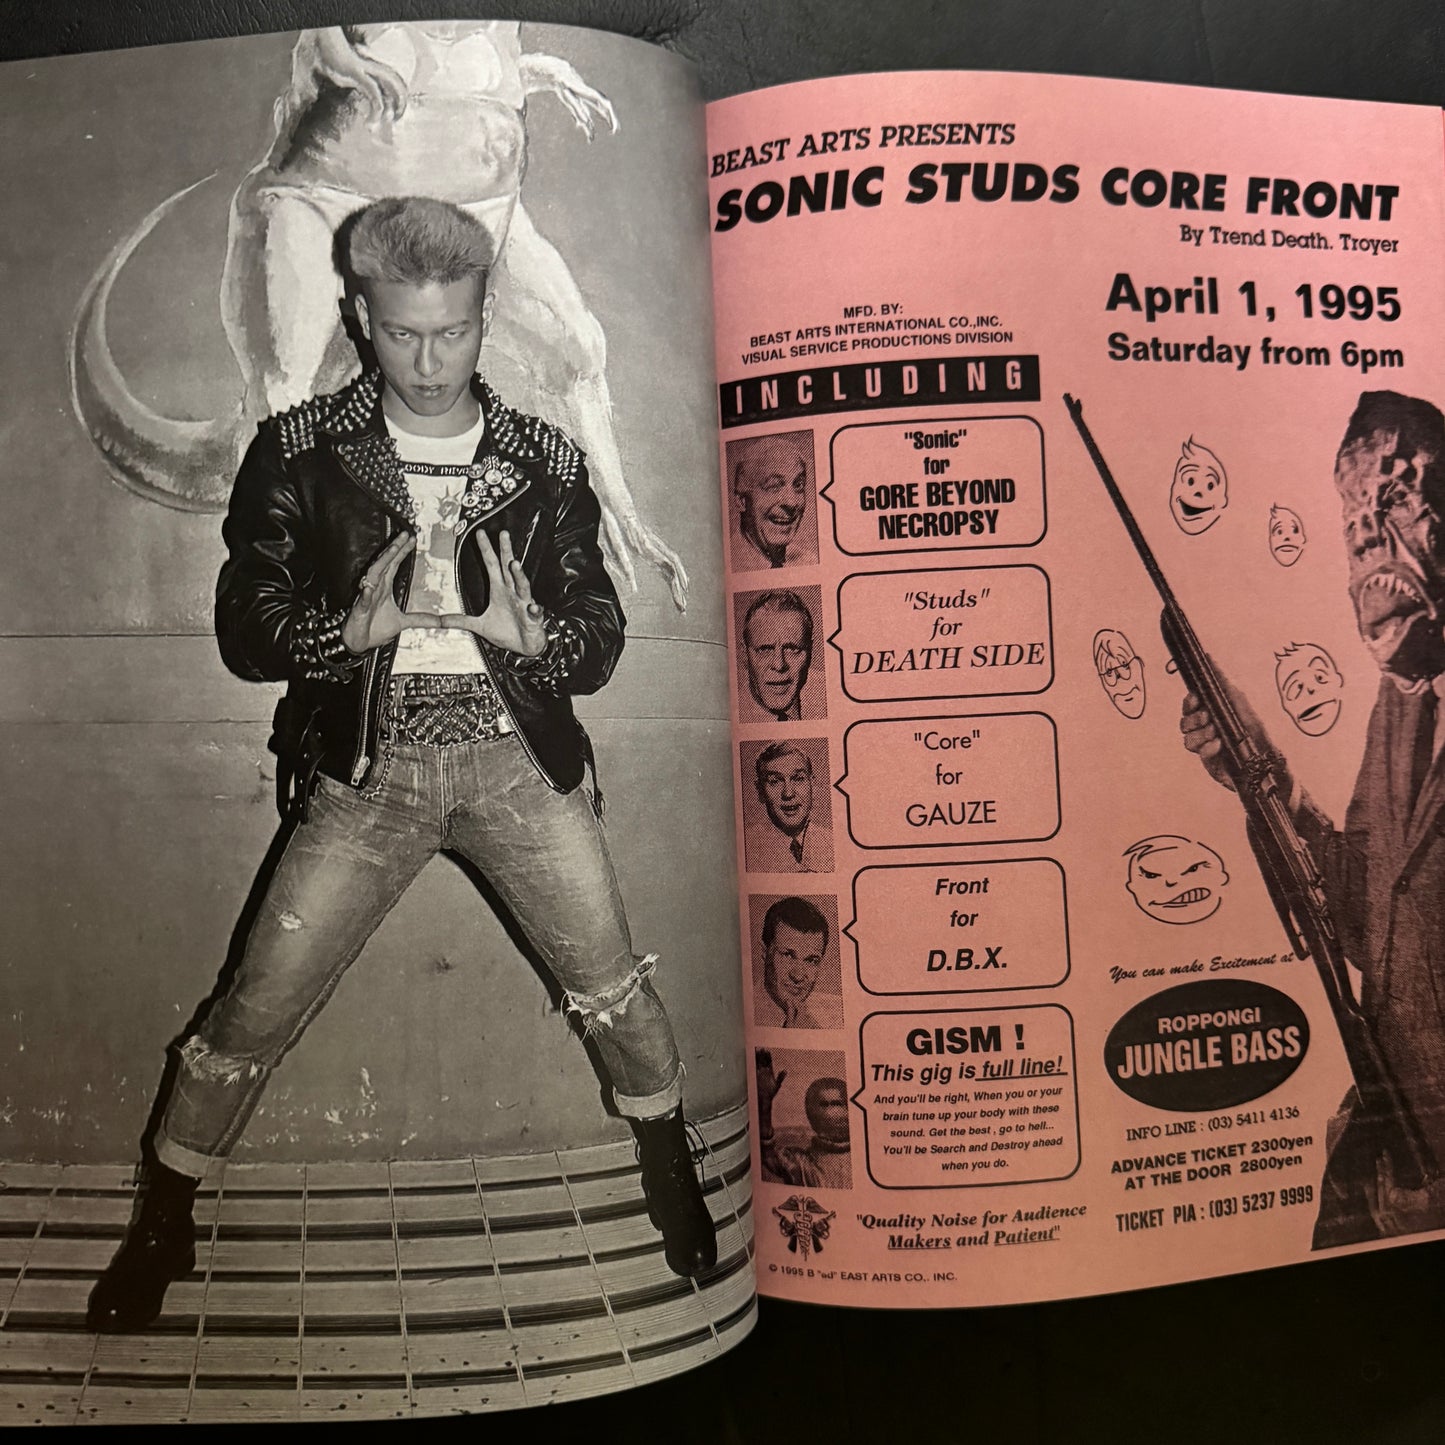 BEAST ARTS PRESENTS
SONIC STUDS CORE FRONT
By Trend Death. Troyer
April 1, 1995
Saturday from 6pm
MFD. BY:
BEAST ARTS INTERNATIONAL CO.,INC.
VISUAL SERVICE PRODUCTIONS DIVISION
INCLUDING
"Sonic"
for
GORE BEYOND
NECROPSY
"Studs"
for
DEATH SIDE
"Core"
for
GAUZE
Front
for
D.B.X.
GISM !
This gig is full line!
And you'll be right, When you or your
brain tune up your body with these
sound. Get the best , go to hell...
You'll be Search and Destroy ahead
when you do.
"Quality Noise for Audience
Makers and Patient"
© 1995 B "ed" EAST ARTS CO,. INC.
You can make Excitement at
ROPPONGI
JUNGLE BASS
INFO LINE : (03) 5411 4136
ADVANCE TICKET 2300yen
AT THE DOOR 2800yen
TICKET PIA : (03) 5237 9999